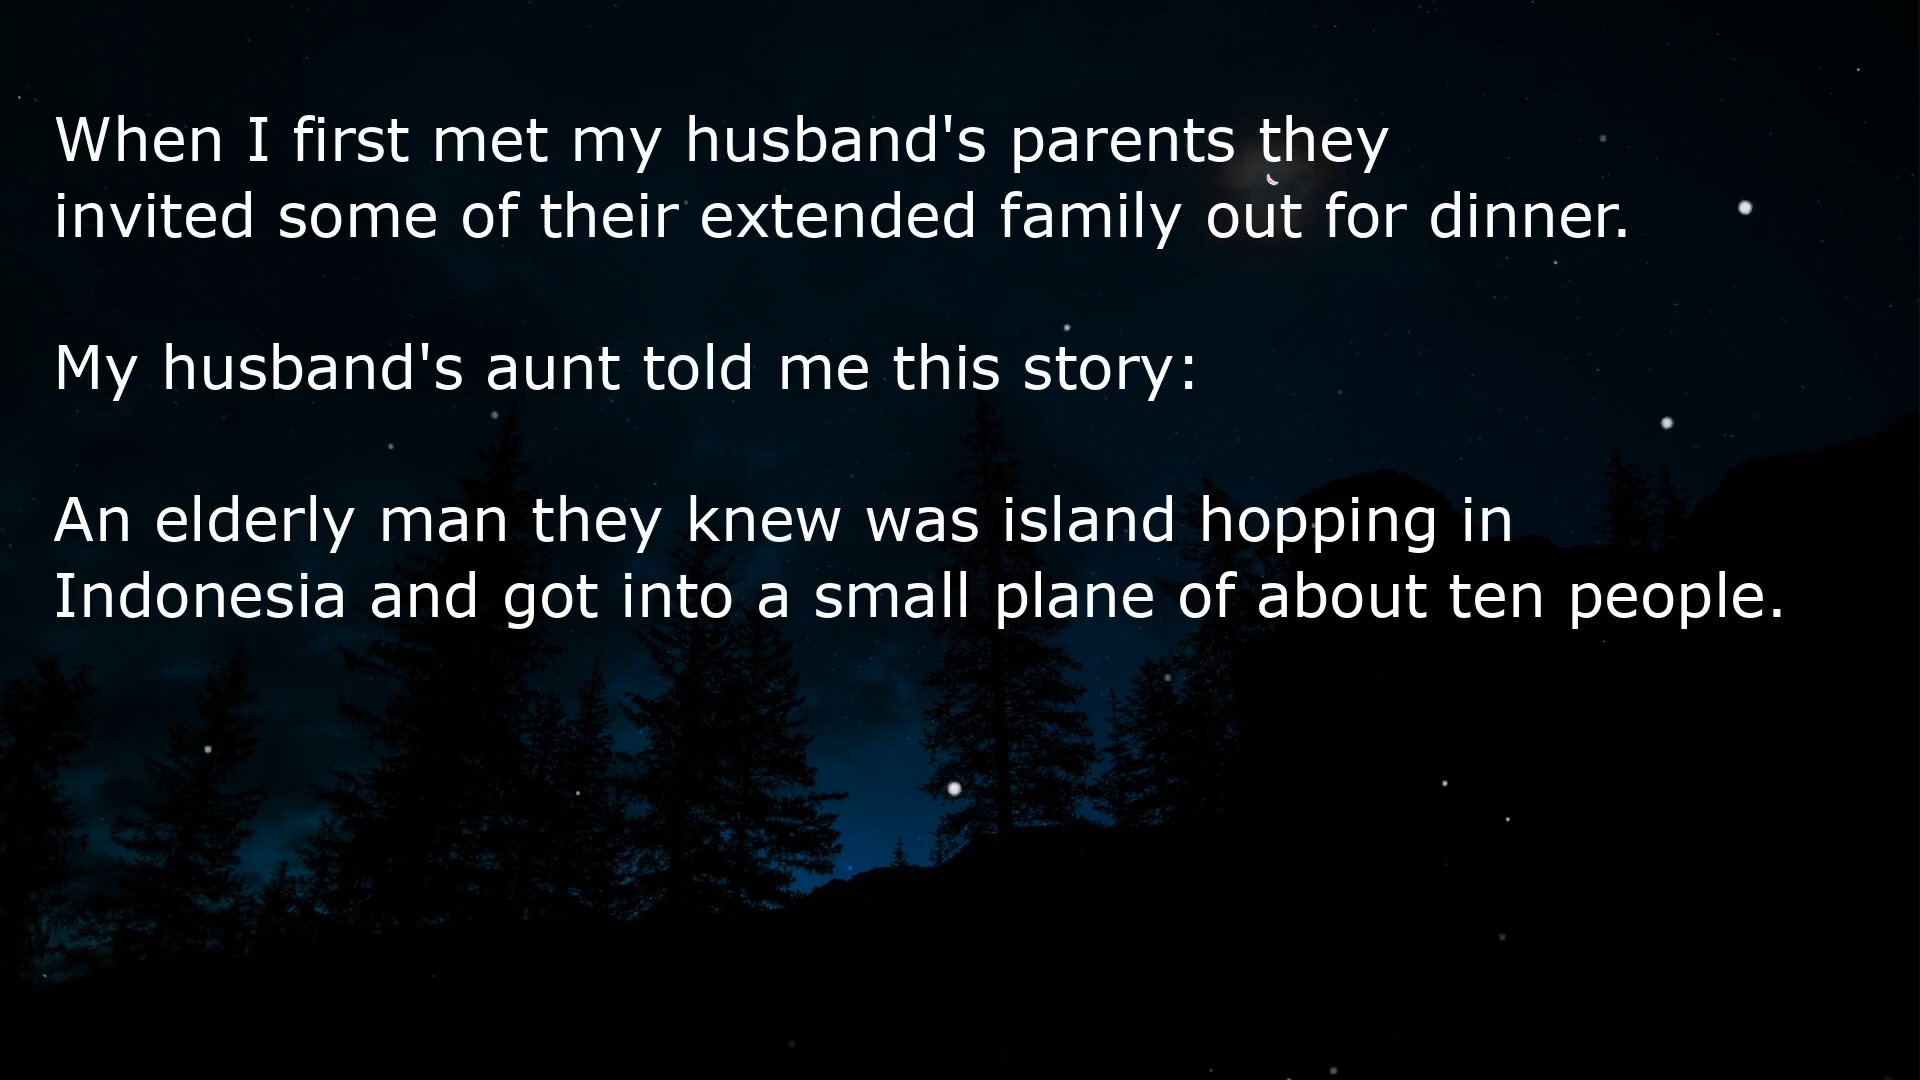 When I first met my husband's parents they
invited some of their extended family out for dinner.
My husband's aunt told me this story:
An elderly man they knew was island hopping in
Indonesia and got into a small plane of about ten people.